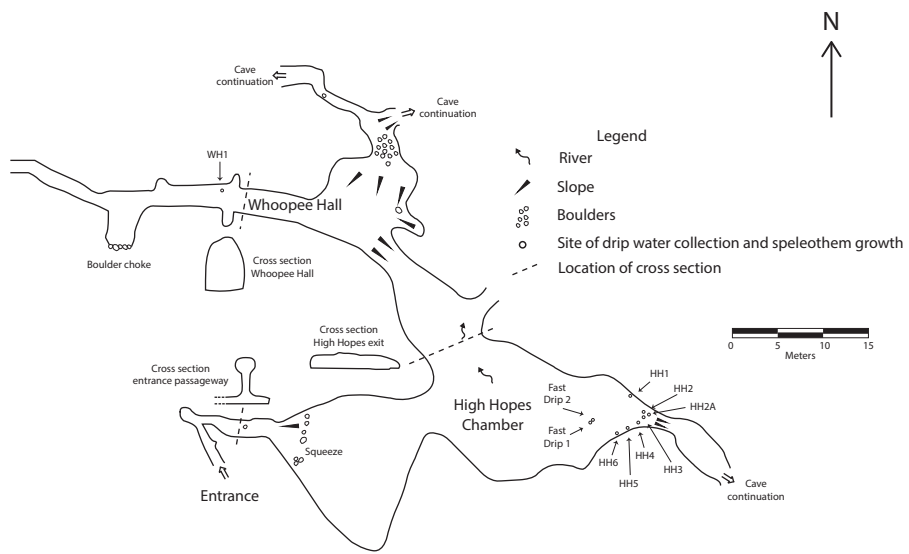 N
Cave
continuation
Cave
continuation
Legend
River
Slope
Boulders
Site of drip water collection and speleothem growth
Location of cross section
0 5 10 15
Meters
WH1
Whoopee Hall
Boulder choke
Cross section
Whoopee Hall
Cross section
High Hopes exit
Cross section
entrance passageway
Squeeze
Entrance
High Hopes
Chamber
Fast
Drip 2
Fast
Drip 1
HH1
HH2
HH2A
HH3
HH4
HH5
HH6
Cave
continuation